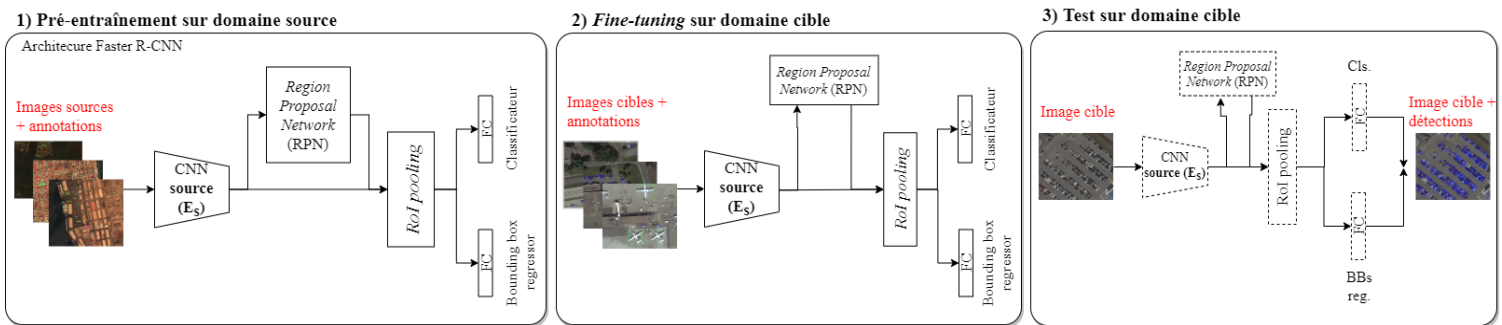 1) Pré-entraînement sur domaine source
Architecure Faster R-CNN
Images sources
+ annotations
CNN
source
(ES)
Region
Proposal
Network
(RPN)
RoI pooling
FC
Classificateur
FC
Bounding box
regressor
2) Fine-tuning sur domaine cible
Images cibles +
annotations
CNN
source
(ES)
Region Proposal
Network (RPN)
RoI pooling
FC
Classificateur
FC
Bounding box
regressor
3) Test sur domaine cible
Image cible
CNN
source (ES)
Region Proposal
Network (RPN)
RoI pooling
Cls.
FC
FC
BBs
reg.
Image cible +
détections